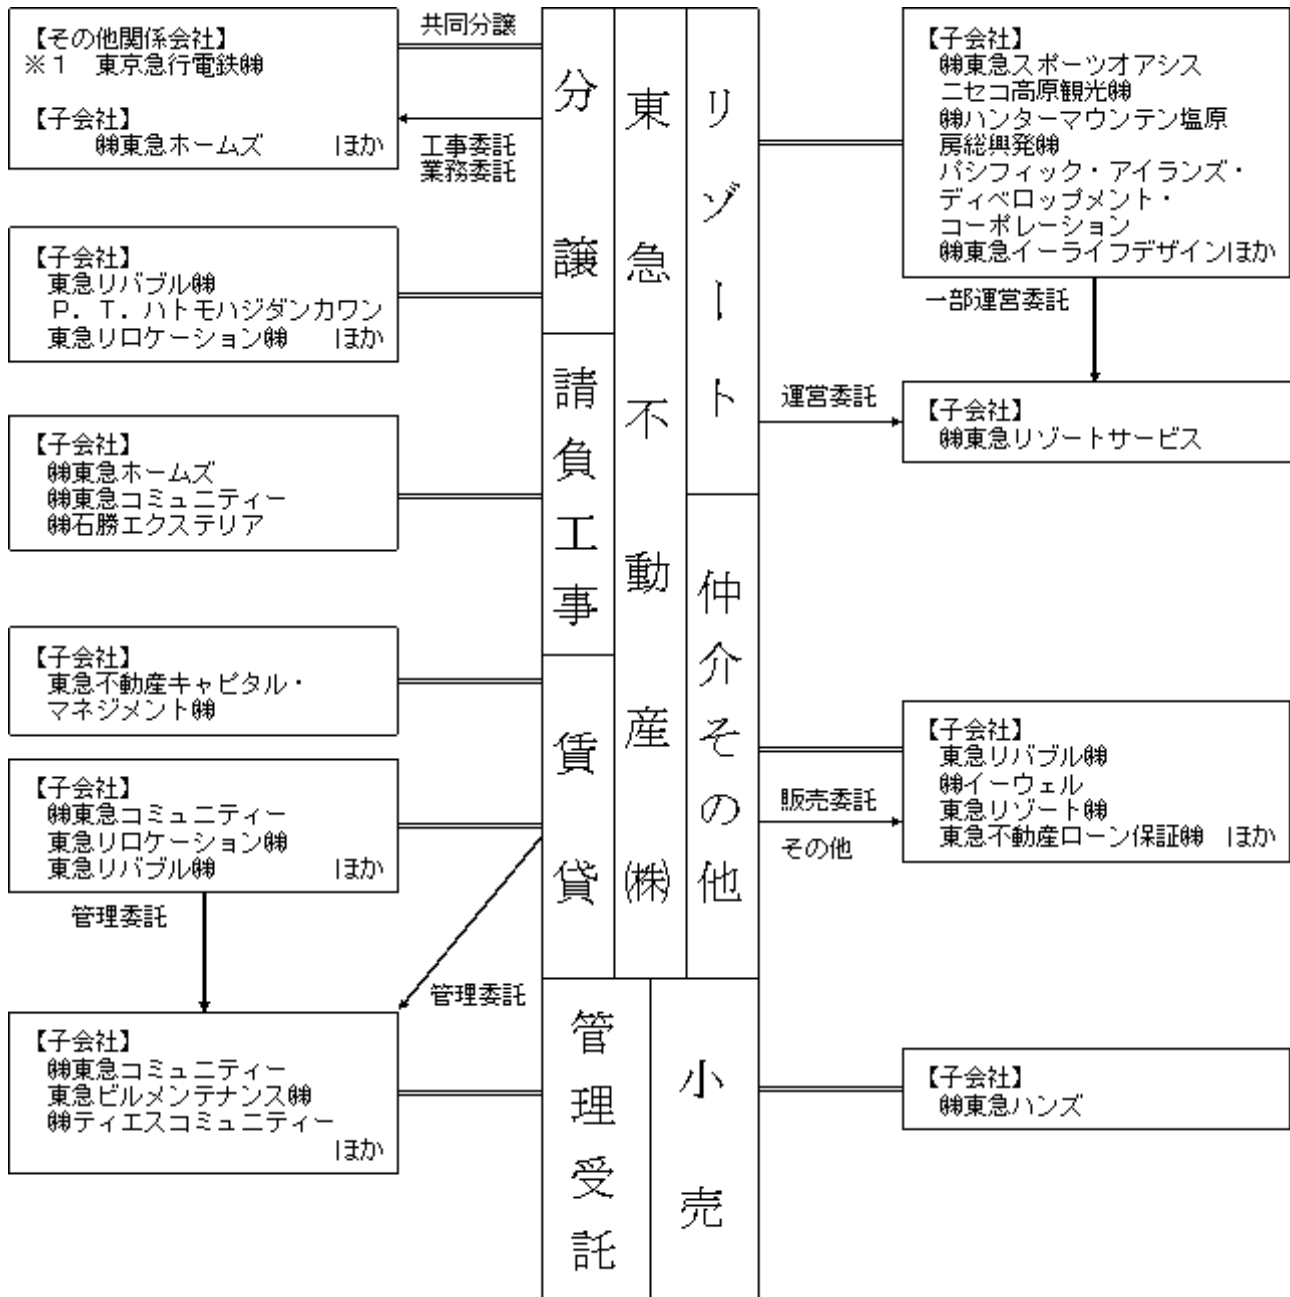 【その他関係会社】
※1 東京急行電鉄㈱
【子会社】
㈱東急ホームズ ほか
共同分譲
工事委託
業務委託
【子会社】
東急リバブル㈱
P.T.ハトモハジダンカワン
東急リロケーション㈱ ほか
【子会社】
㈱東急ホームズ
㈱東急コミュニティー
㈱石勝エクステリア
【子会社】
東急不動産キャピタル・
マネジメント㈱
【子会社】
㈱東急コミュニティー
東急リロケーション㈱
東急リバブル㈱ ほか
管理委託
管理委託
【子会社】
㈱東急コミュニティー
東急ビルメンテナンス㈱
㈱ティエスコミュニティー
ほか
分譲
請負工事
賃貸
管理受託
東急不動産(株)
リゾート
仲介その他
小売
【子会社】
㈱東急スポーツオアシス
ニセコ高原観光㈱
㈱ハンターマウンテン塩原
房総興発㈱
パシフィック・アイランズ・
ディベロップメント・
コーポレーション
㈱東急イーライフデザインほか
一部運営委託
運営委託
【子会社】
㈱東急リゾートサービス
【子会社】
東急リバブル㈱
㈱イーウェル
東急リゾート㈱
東急不動産ローン保証㈱ ほか
販売委託
その他
【子会社】
㈱東急ハンズ